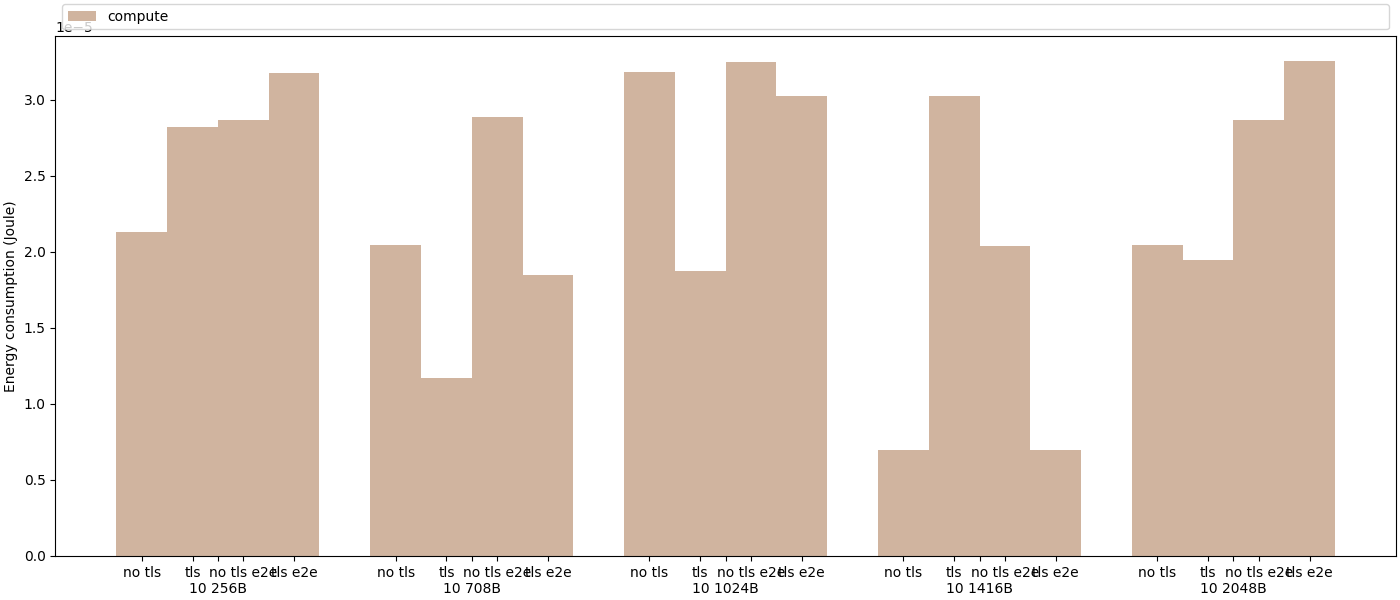 compute
1e−5
Energy consumption (Joule)
3.0
2.5
2.0
1.5
1.0
0.5
0.0
no tls tls no tls e2e tls e2e no tls tls no tls e2e tls e2e no tls tls no tls e2e tls e2e no tls tls no tls e2e tls e2e no tls tls no tls e2e tls e2e
10 256B 10 708B 10 1024B 10 1416B 10 2048B